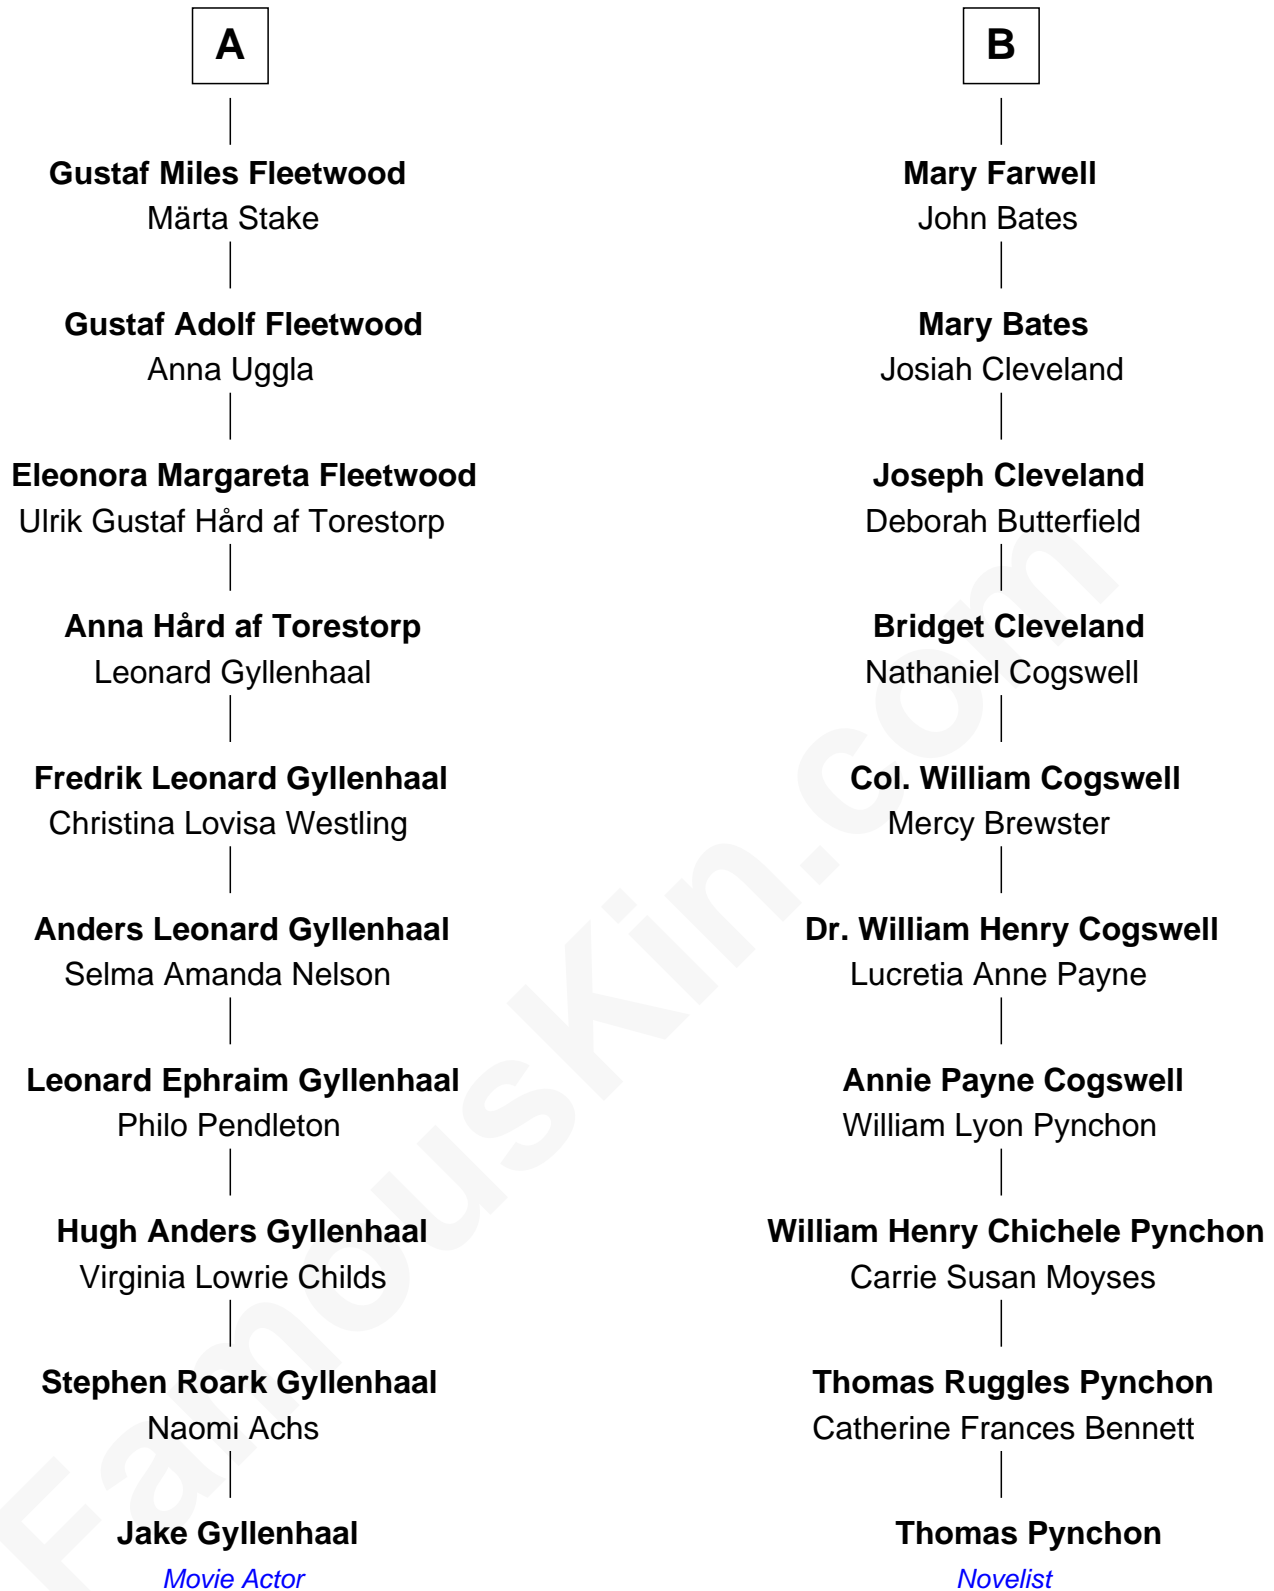 A
Gustaf Miles Fleetwood
Märta Stake
Gustaf Adolf Fleetwood
Anna Uggla
Eleonora Margareta Fleetwood
Ulrik Gustaf Hård af Torestorp
Anna Hård af Torestorp
Leonard Gyllenhaal
Fredrik Leonard Gyllenhaal
Christina Lovisa Westling
Anders Leonard Gyllenhaal
Selma Amanda Nelson
Leonard Ephraim Gyllenhaal
Philo Pendleton
Hugh Anders Gyllenhaal
Virginia Lowrie Childs
Stephen Roark Gyllenhaal
Naomi Achs
Jake Gyllenhaal
Movie Actor
B
Mary Farwell
John Bates
Mary Bates
Josiah Cleveland
Joseph Cleveland
Deborah Butterfield
Bridget Cleveland
Nathaniel Cogswell
Col. William Cogswell
Mercy Brewster
Dr. William Henry Cogswell
Lucretia Anne Payne
Annie Payne Cogswell
William Lyon Pynchon
William Henry Chichele Pynchon
Carrie Susan Moyses
Thomas Ruggles Pynchon
Catherine Frances Bennett
Thomas Pynchon
Novelist
FamousKin.com